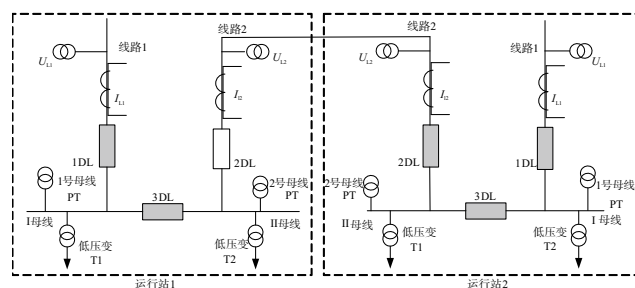 线路1
线路2
U_L1
U_L2
I_L1
I_l2
1DL
2DL
1号母线
PT
3DL
2号母线
PT
I母线
II母线
低压变
T1
低压变
T2
运行站1
线路2
线路1
U_L2
U_L1
I_l2
I_L1
2DL
1DL
2号母线
PT
3DL
1号母线
PT
II母线
I母线
低压变
T1
低压变
T2
运行站2